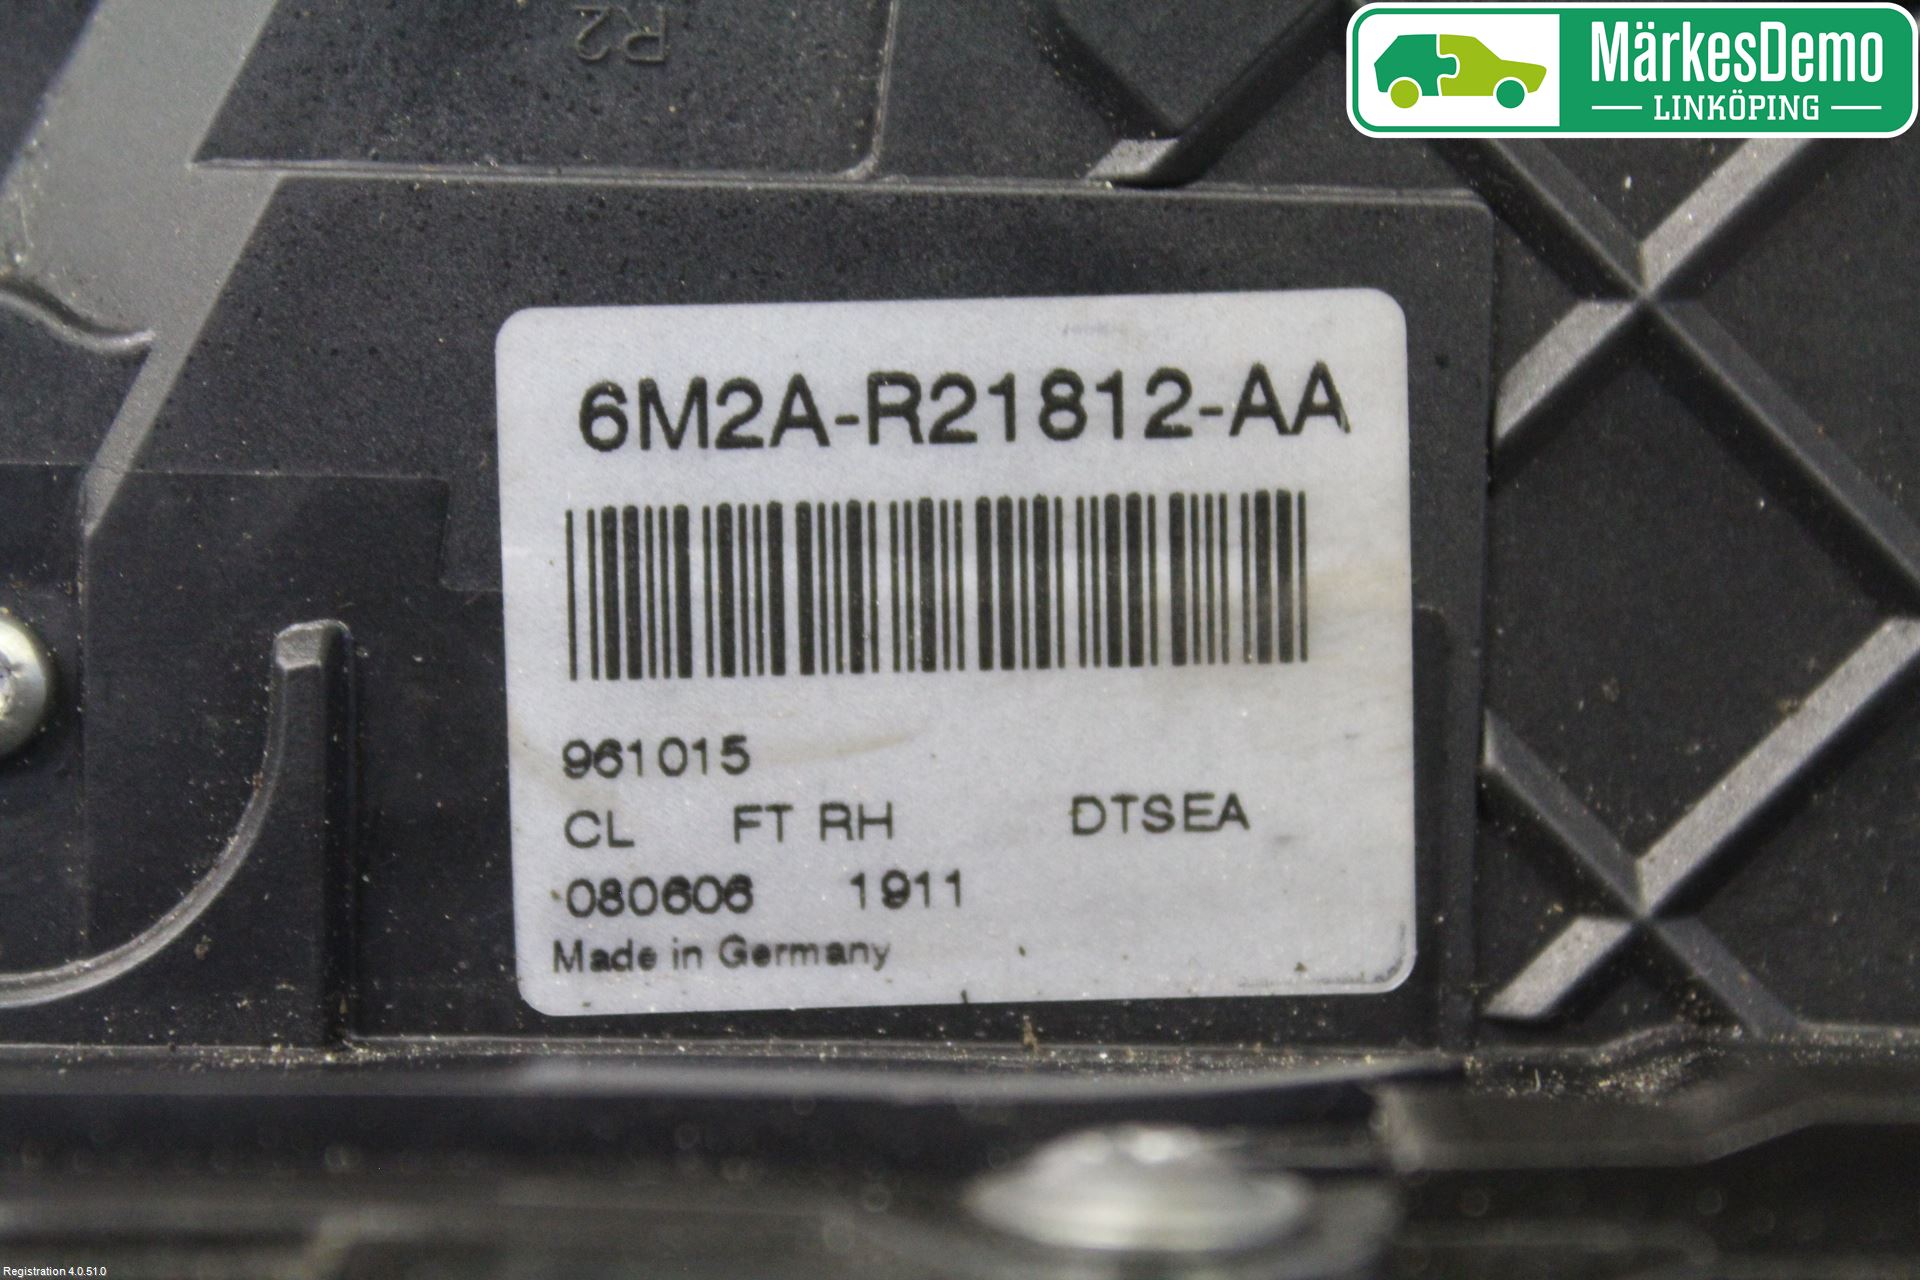 R2
MärkesDemo
LINKÖPING
6M2A-R21812-AA
961015
CL FT RH DTSEA
080606 1911
Made in Germany
Registration 4.0.51.0